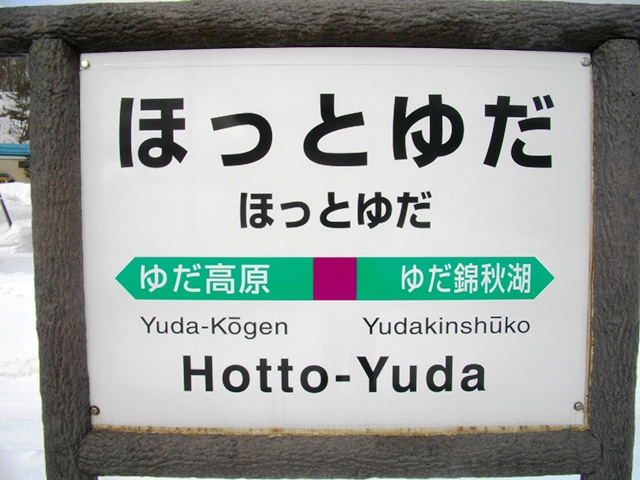 ほっとゆだ
ほっとゆだ
ゆだ高原 ゆだ錦秋湖
Yuda-Kōgen Yudakinshūko
Hotto-Yuda